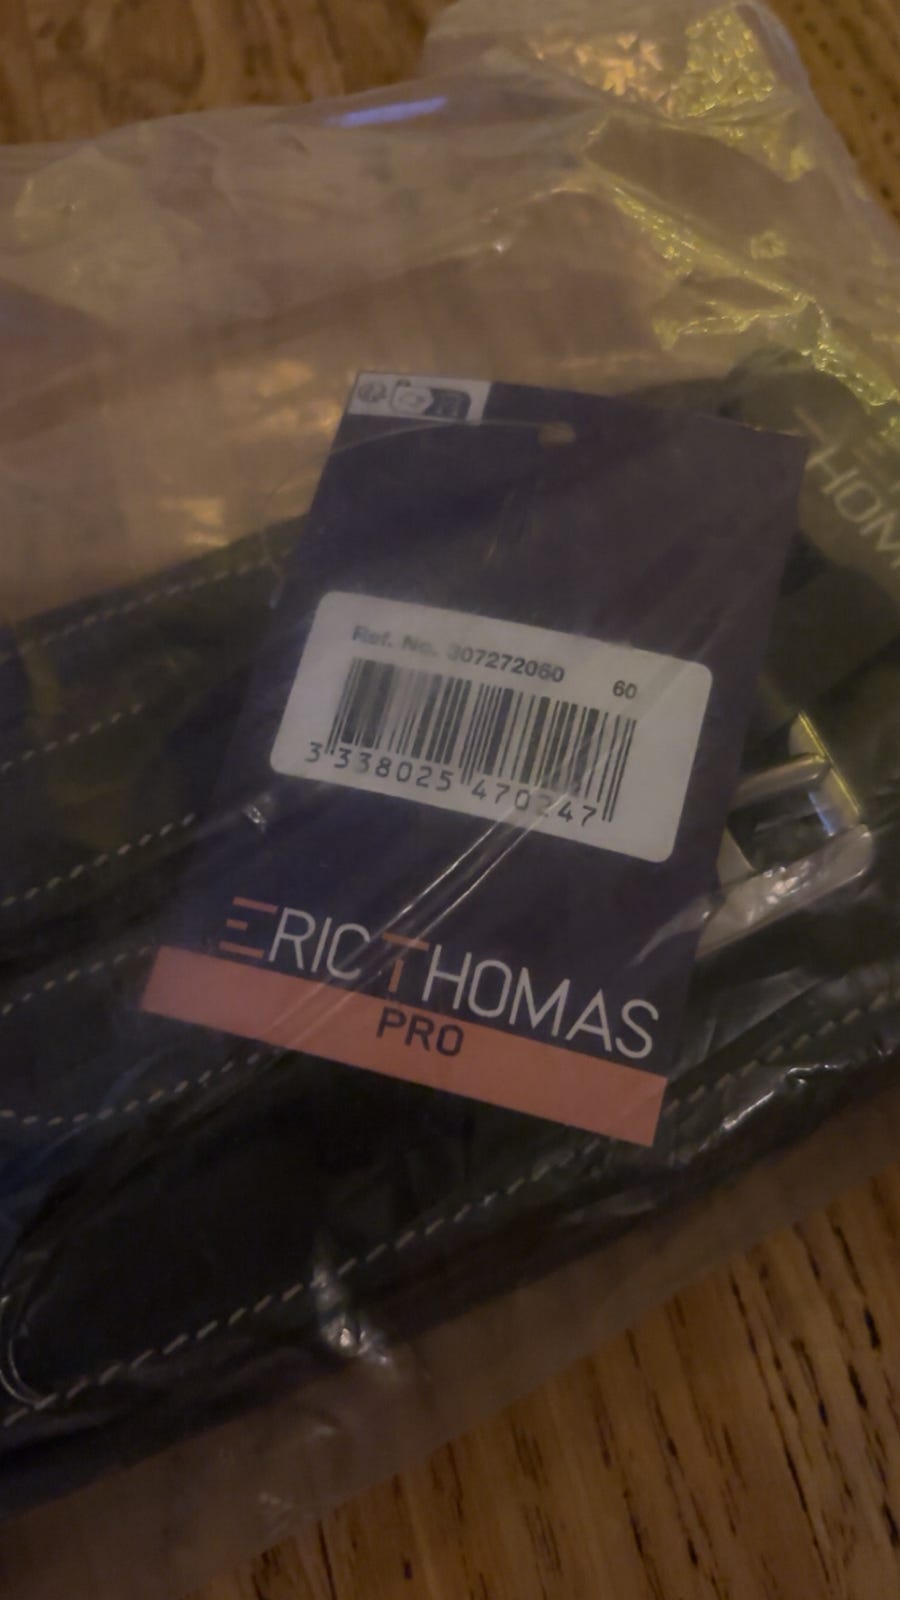 Ref. No. 307272060 60
3 338025 470247
ERIC THOMAS
PRO